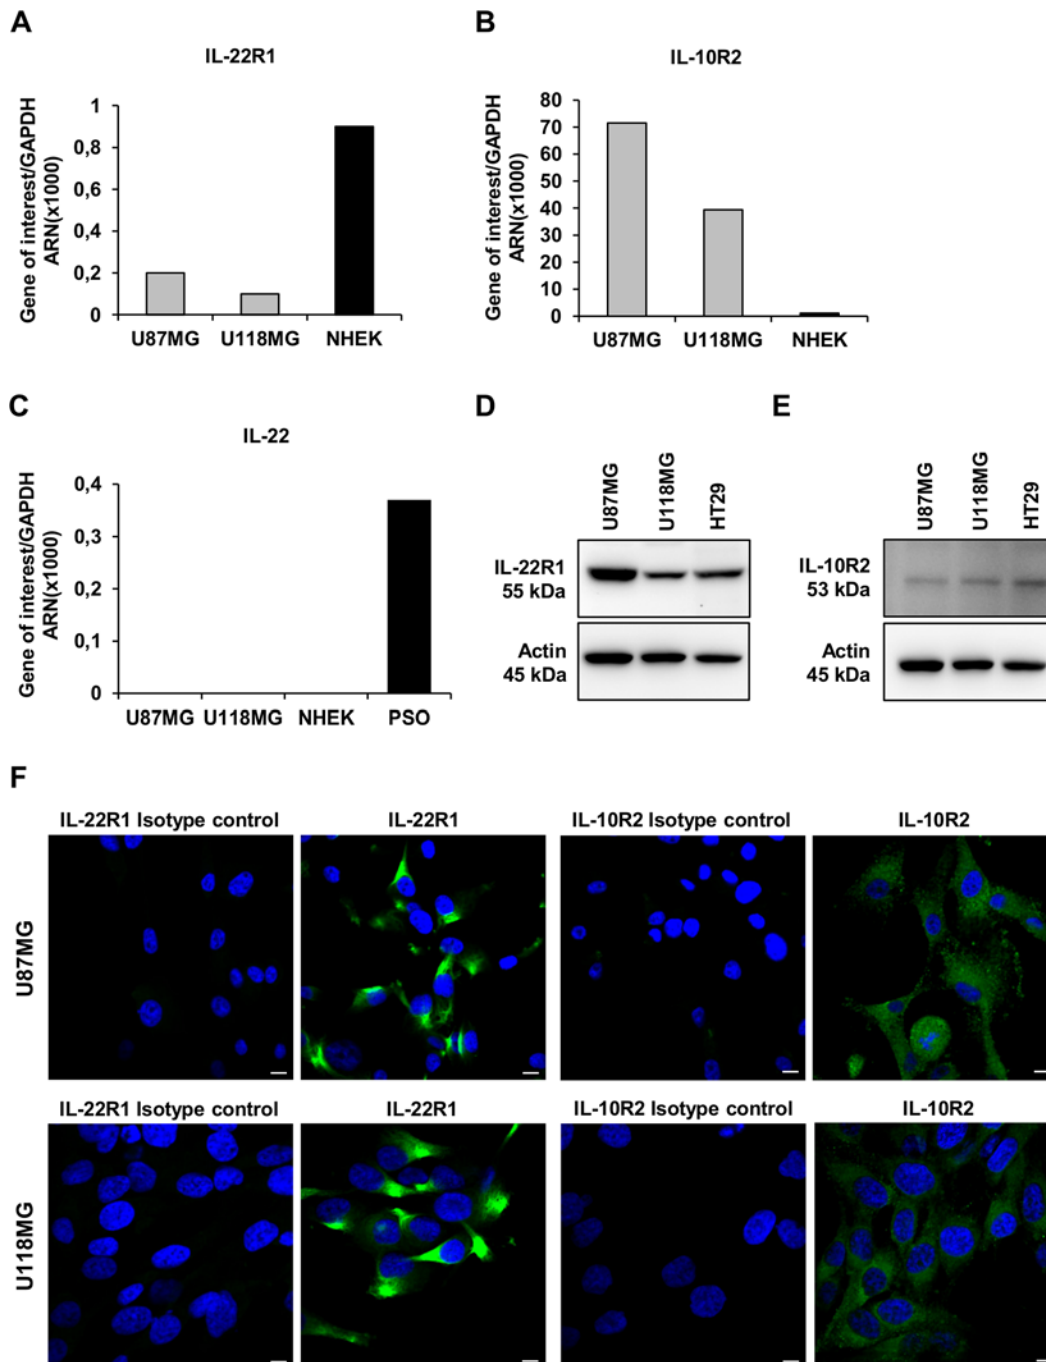 A
IL-22R1
Gene of interest/GAPDH
ARN(x1000)
1
0,8
0,6
0,4
0,2
0
U87MG U118MG NHEK
B
IL-10R2
Gene of interest/GAPDH
ARN(x1000)
80
70
60
50
40
30
20
10
0
U87MG U118MG NHEK
C
IL-22
Gene of interest/GAPDH
ARN(x1000)
0,4
0,3
0,2
0,1
0
U87MG U118MG NHEK PSO
D
U87MG
U118MG
HT29
IL-22R1
55 kDa
Actin
45 kDa
E
U87MG
U118MG
HT29
IL-10R2
53 kDa
Actin
45 kDa
F
IL-22R1 Isotype control IL-22R1 IL-10R2 Isotype control IL-10R2
U87MG
IL-22R1 Isotype control IL-22R1 IL-10R2 Isotype control IL-10R2
U118MG